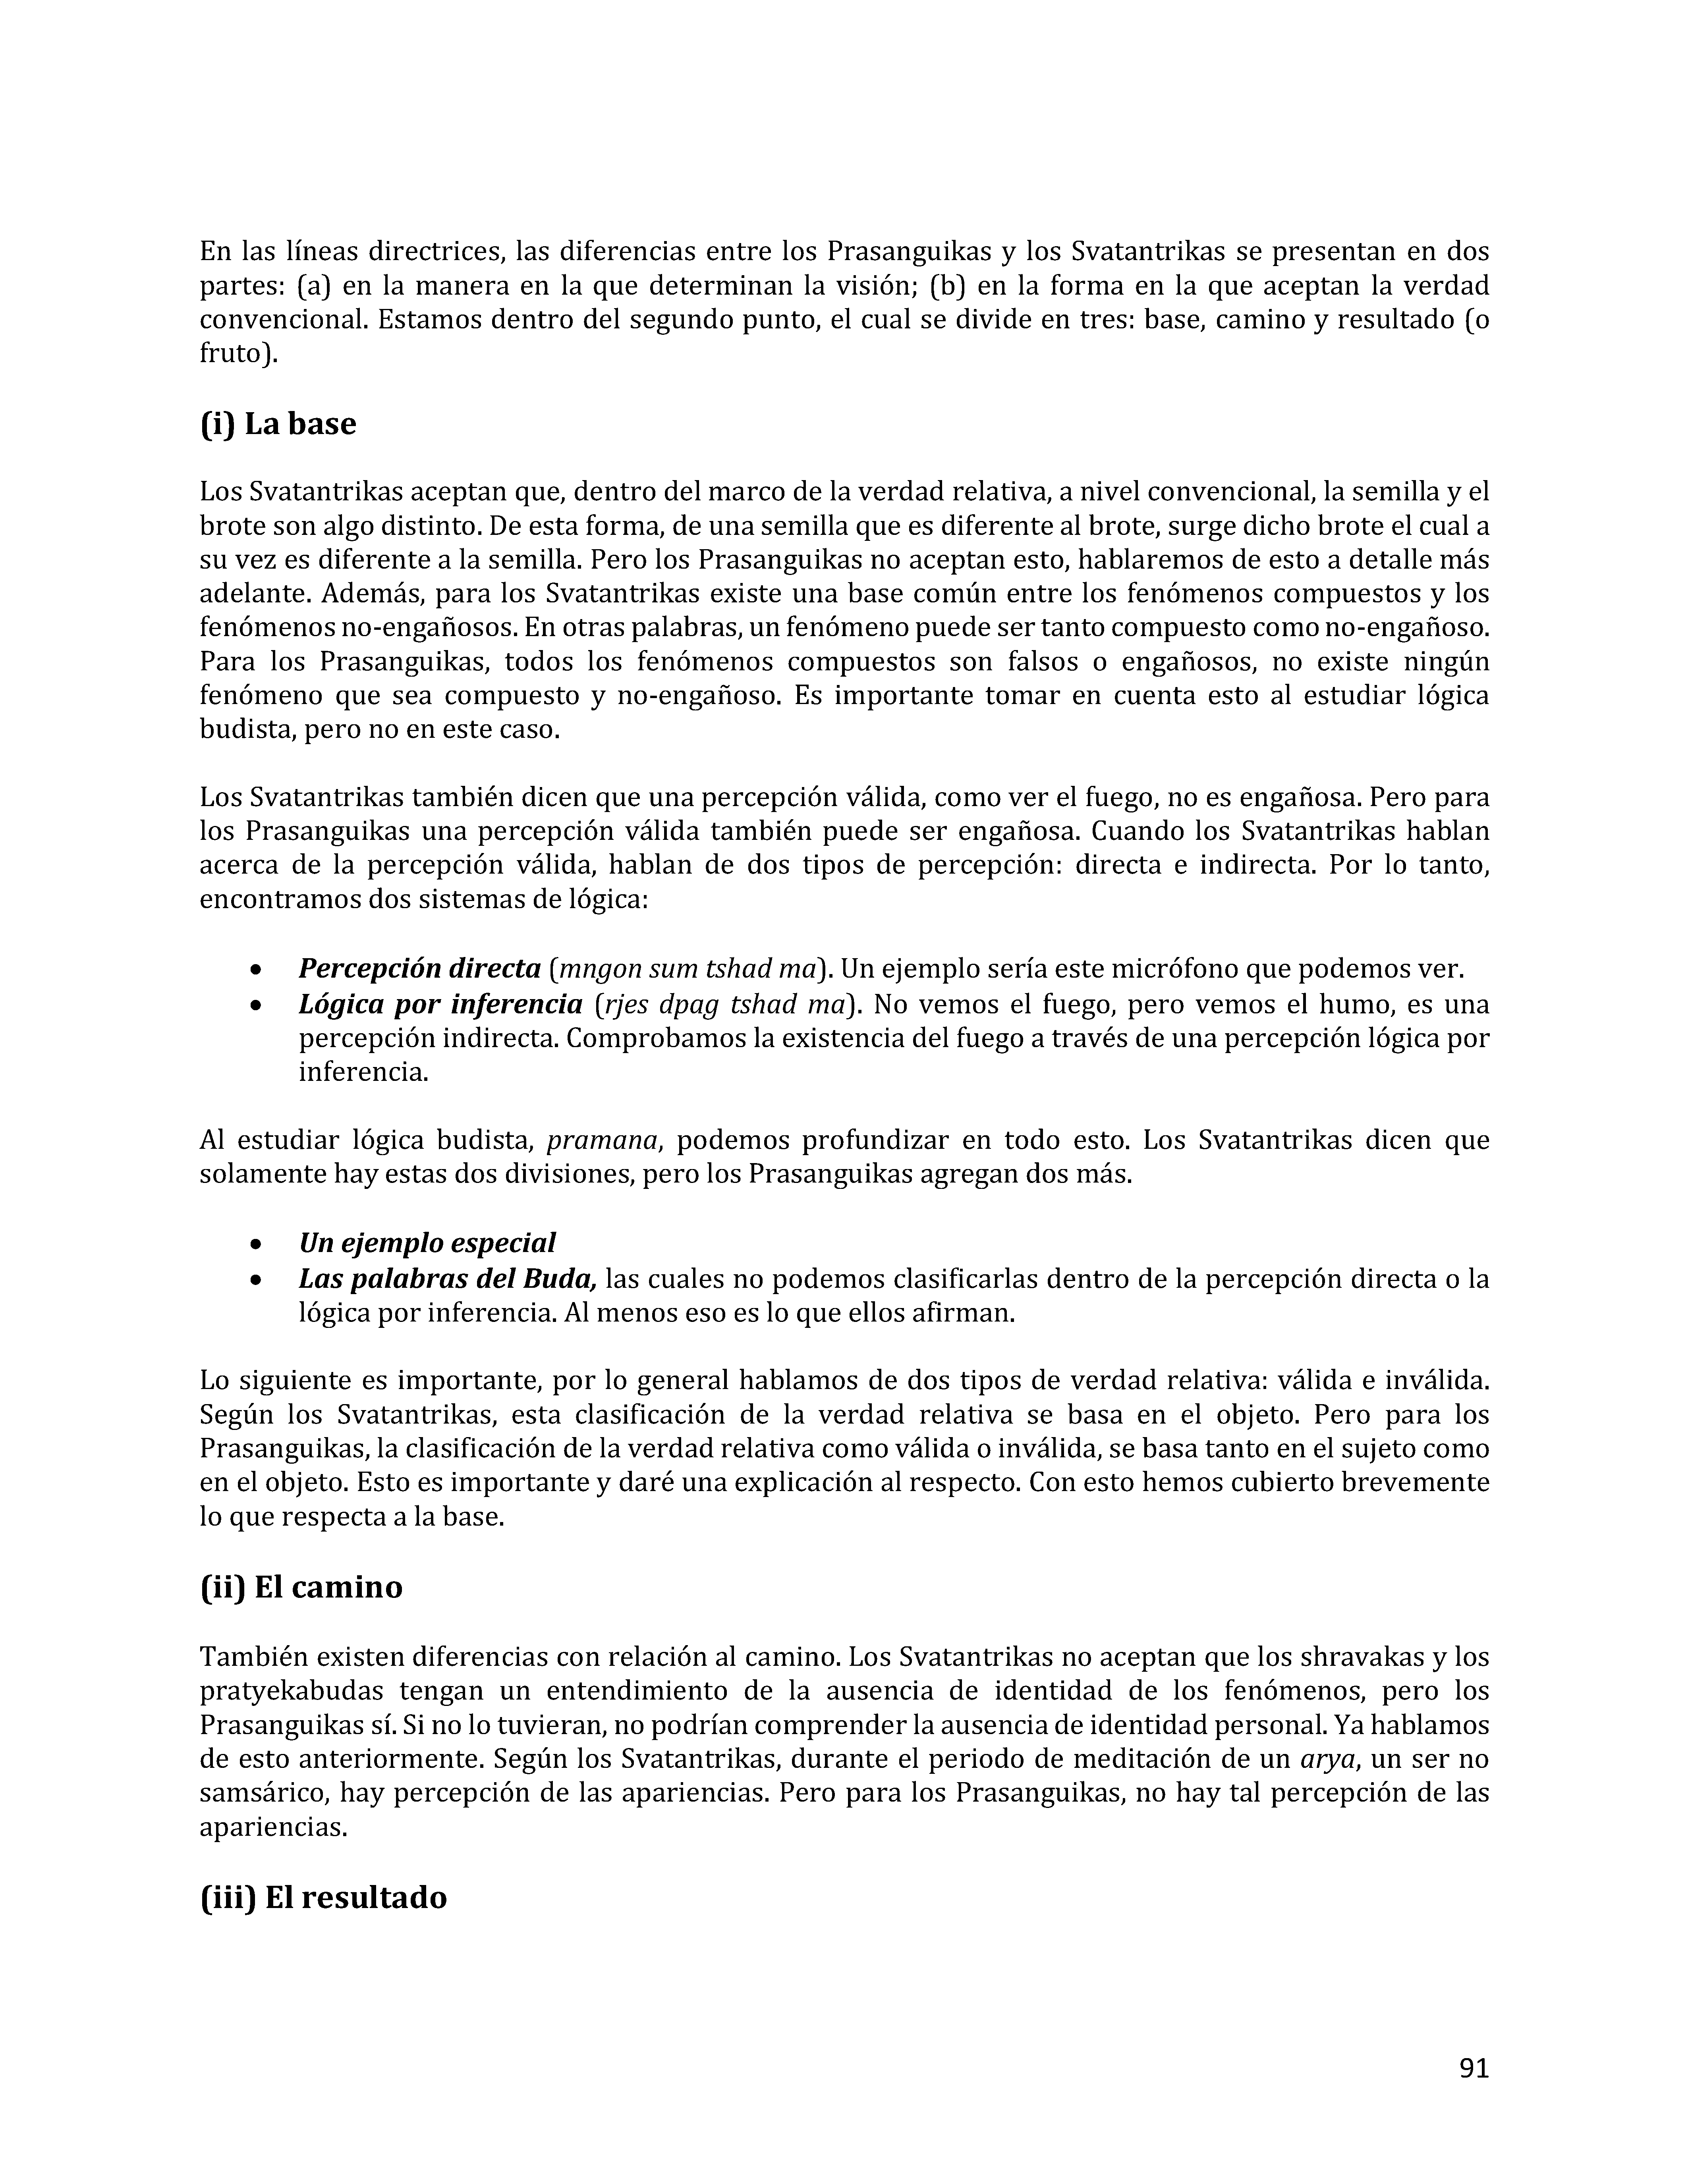 En las líneas directrices, las diferencias entre los Prasanguikas y los Svatantrikas se presentan en dos
partes: (a) en la manera en la que determinan la visión; (b) en la forma en la que aceptan la verdad
convencional. Estamos dentro del segundo punto, el cual se divide en tres: base, camino y resultado (o
fruto).
(i) La base
Los Svatantrikas aceptan que, dentro del marco de la verdad relativa, a nivel convencional, la semilla y el
brote son algo distinto. De esta forma, de una semilla que es diferente al brote, surge dicho brote el cual a
su vez es diferente a la semilla. Pero los Prasanguikas no aceptan esto, hablaremos de esto a detalle más
adelante. Además, para los Svatantrikas existe una base común entre los fenómenos compuestos y los
fenómenos no-engañosos. En otras palabras, un fenómeno puede ser tanto compuesto como no-engañoso.
Para los Prasanguikas, todos los fenómenos compuestos son falsos o engañosos, no existe ningún
fenómeno que sea compuesto y no-engañoso. Es importante tomar en cuenta esto al estudiar lógica
budista, pero no en este caso.
Los Svatantrikas también dicen que una percepción válida, como ver el fuego, no es engañosa. Pero para
los Prasanguikas una percepción válida también puede ser engañosa. Cuando los Svatantrikas hablan
acerca de la percepción válida, hablan de dos tipos de percepción: directa e indirecta. Por lo tanto,
encontramos dos sistemas de lógica:
• Percepción directa (mngon sum tshad ma). Un ejemplo sería este micrófono que podemos ver.
• Lógica por inferencia (rjes dpag tshad ma). No vemos el fuego, pero vemos el humo, es una
percepción indirecta. Comprobamos la existencia del fuego a través de una percepción lógica por
inferencia.
Al estudiar lógica budista, pramana, podemos profundizar en todo esto. Los Svatantrikas dicen que
solamente hay estas dos divisiones, pero los Prasanguikas agregan dos más.
• Un ejemplo especial
• Las palabras del Buda, las cuales no podemos clasificarlas dentro de la percepción directa o la
lógica por inferencia. Al menos eso es lo que ellos afirman.
Lo siguiente es importante, por lo general hablamos de dos tipos de verdad relativa: válida e inválida.
Según los Svatantrikas, esta clasificación de la verdad relativa se basa en el objeto. Pero para los
Prasanguikas, la clasificación de la verdad relativa como válida o inválida, se basa tanto en el sujeto como
en el objeto. Esto es importante y daré una explicación al respecto. Con esto hemos cubierto brevemente
lo que respecta a la base.
(ii) El camino
También existen diferencias con relación al camino. Los Svatantrikas no aceptan que los shravakas y los
pratyekabudas tengan un entendimiento de la ausencia de identidad de los fenómenos, pero los
Prasanguikas sí. Si no lo tuvieran, no podrían comprender la ausencia de identidad personal. Ya hablamos
de esto anteriormente. Según los Svatantrikas, durante el periodo de meditación de un arya, un ser no
samsárico, hay percepción de las apariencias. Pero para los Prasanguikas, no hay tal percepción de las
apariencias.
(iii) El resultado
91